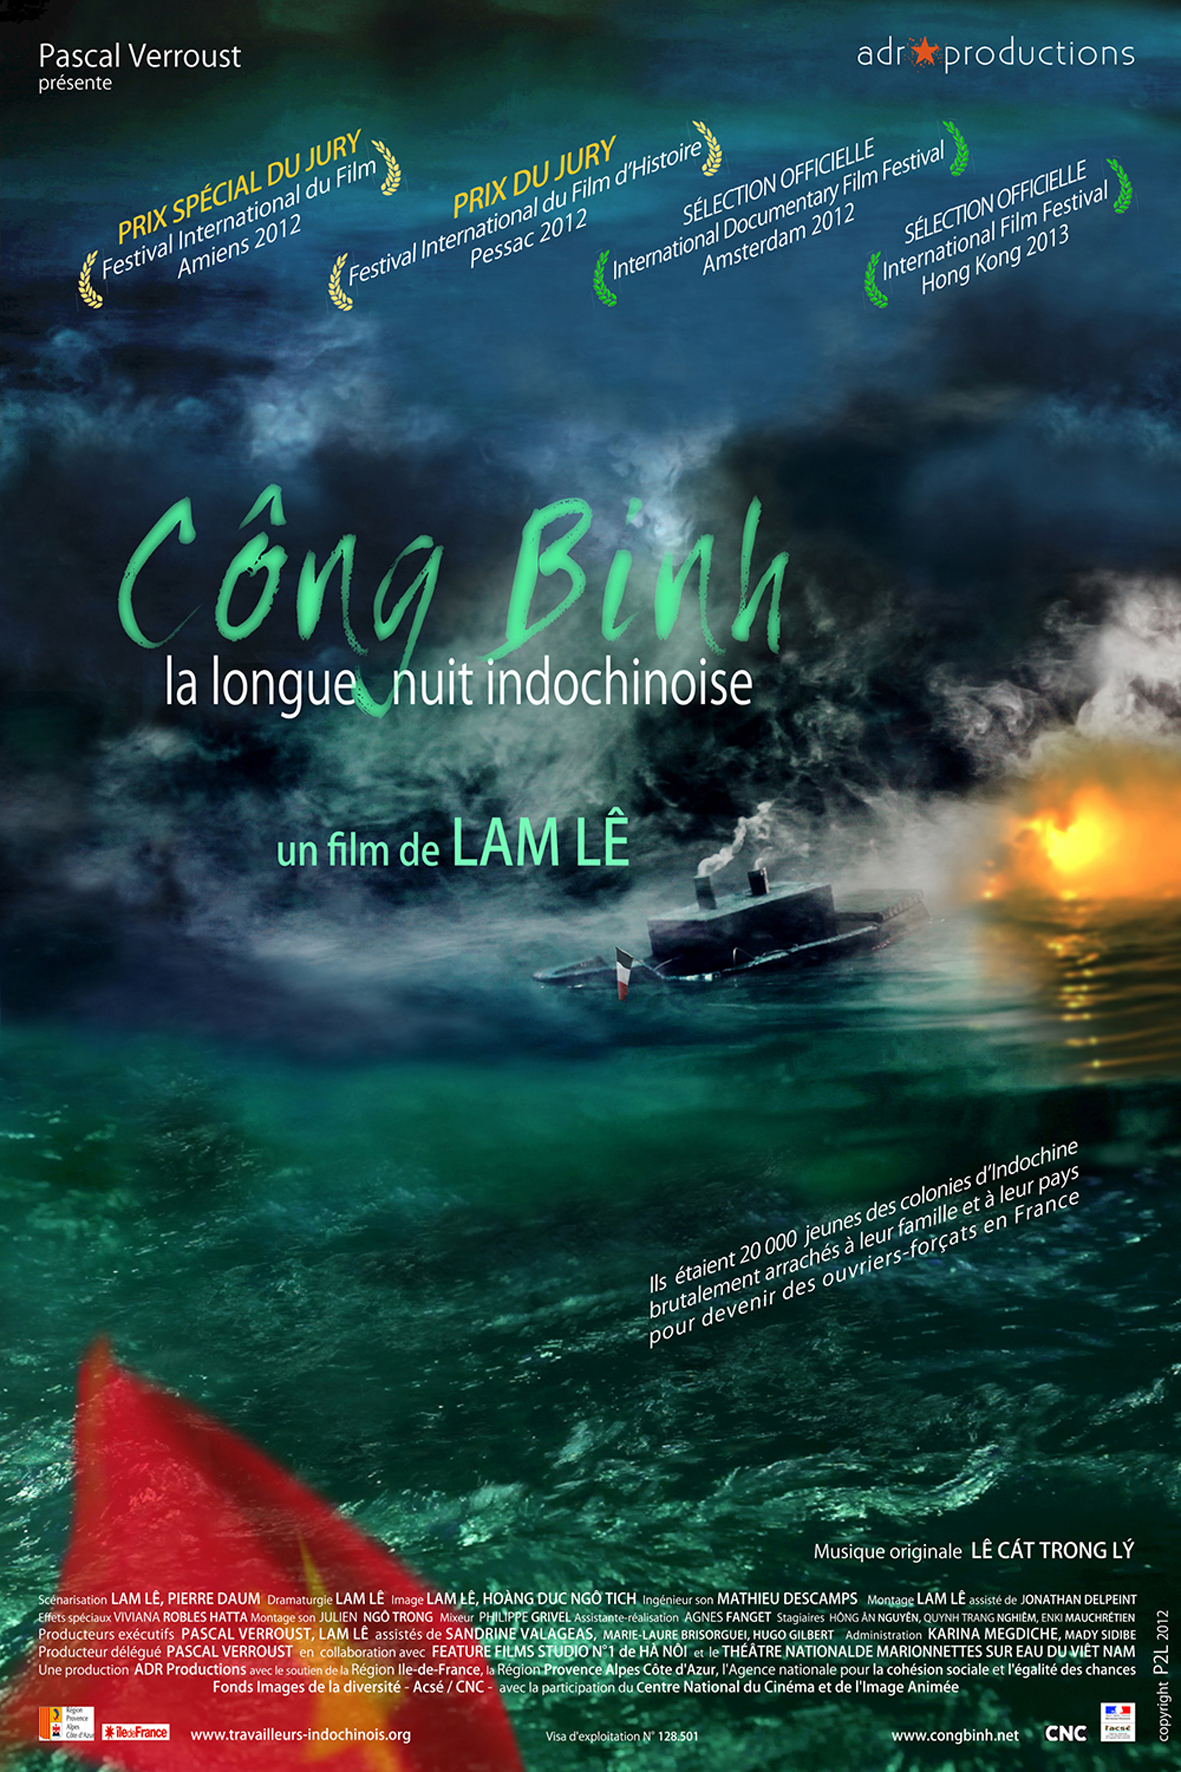 Pascal Verroust
présente
adr productions
PRIX SPÉCIAL DU JURY
Festival International du Film
Amiens 2012
PRIX DU JURY
Festival International du Film d'Histoire
Pessac 2012
SÉLECTION OFFICIELLE
International Documentary Film Festival
Amsterdam 2012
SÉLECTION OFFICIELLE
International Film Festival
Hong Kong 2013
Công Binh
la longue nuit indochinoise
un film de LAM LÊ
Ils étaient 20 000 jeunes des colonies d'Indochine
brutalement arrachés à leur famille et à leur pays
pour devenir des ouvriers-forçats en France
Musique originale LÊ CÁT TRONG LÝ
Scénarisation LAM LÊ, PIERRE DAUM Dramaturgie LAM LÊ Image LAM LÊ, HOÀNG DUC NGÔ TICH Ingénieur son MATHIEU DESCAMPS Montage LAM LÊ assisté de JONATHAN DELPEINT
Effets spéciaux VIVIANA ROBLES HATTA Montage son JULIEN NGÔ TRONG Mixeur PHILIPPE GRIVEL Assistante-réalisation AGNES FANGET Stagiaires HÔNG ÂN NGUYÊN, QUYNH TRANG NGHIÊM, ENKI MAUCHRÉTIEN
Producteurs exécutifs PASCAL VERROUST, LAM LÊ assistés de SANDRINE VALAGEAS, MARIE-LAURE BRISORGUEI, HUGO GILBERT Administration KARINA MEGDICHE, MADY SIDIBE
Producteur délégué PASCAL VERROUST en collaboration avec FEATURE FILMS STUDIO N°1 de HÀ NÔI et le THÉÂTRE NATIONALDE MARIONNETTES SUR EAU DU VIÊT NAM
Une production ADR Productions avec le soutien de la Région Ile-de-France, la Région Provence Alpes Côte d'Azur, l'Agence nationale pour la cohésion sociale et l'égalité des chances
Fonds Images de la diversité - Acsé / CNC - avec la participation du Centre National du Cinéma et de l'Image Animée
Région
Provence
Alpes
Côte d'Azur
îledeFrance
www.travailleurs-indochinois.org
Visa d'exploitation N° 128.501
www.congbinh.net
CNC
l'acsé
copyright P2L 2012